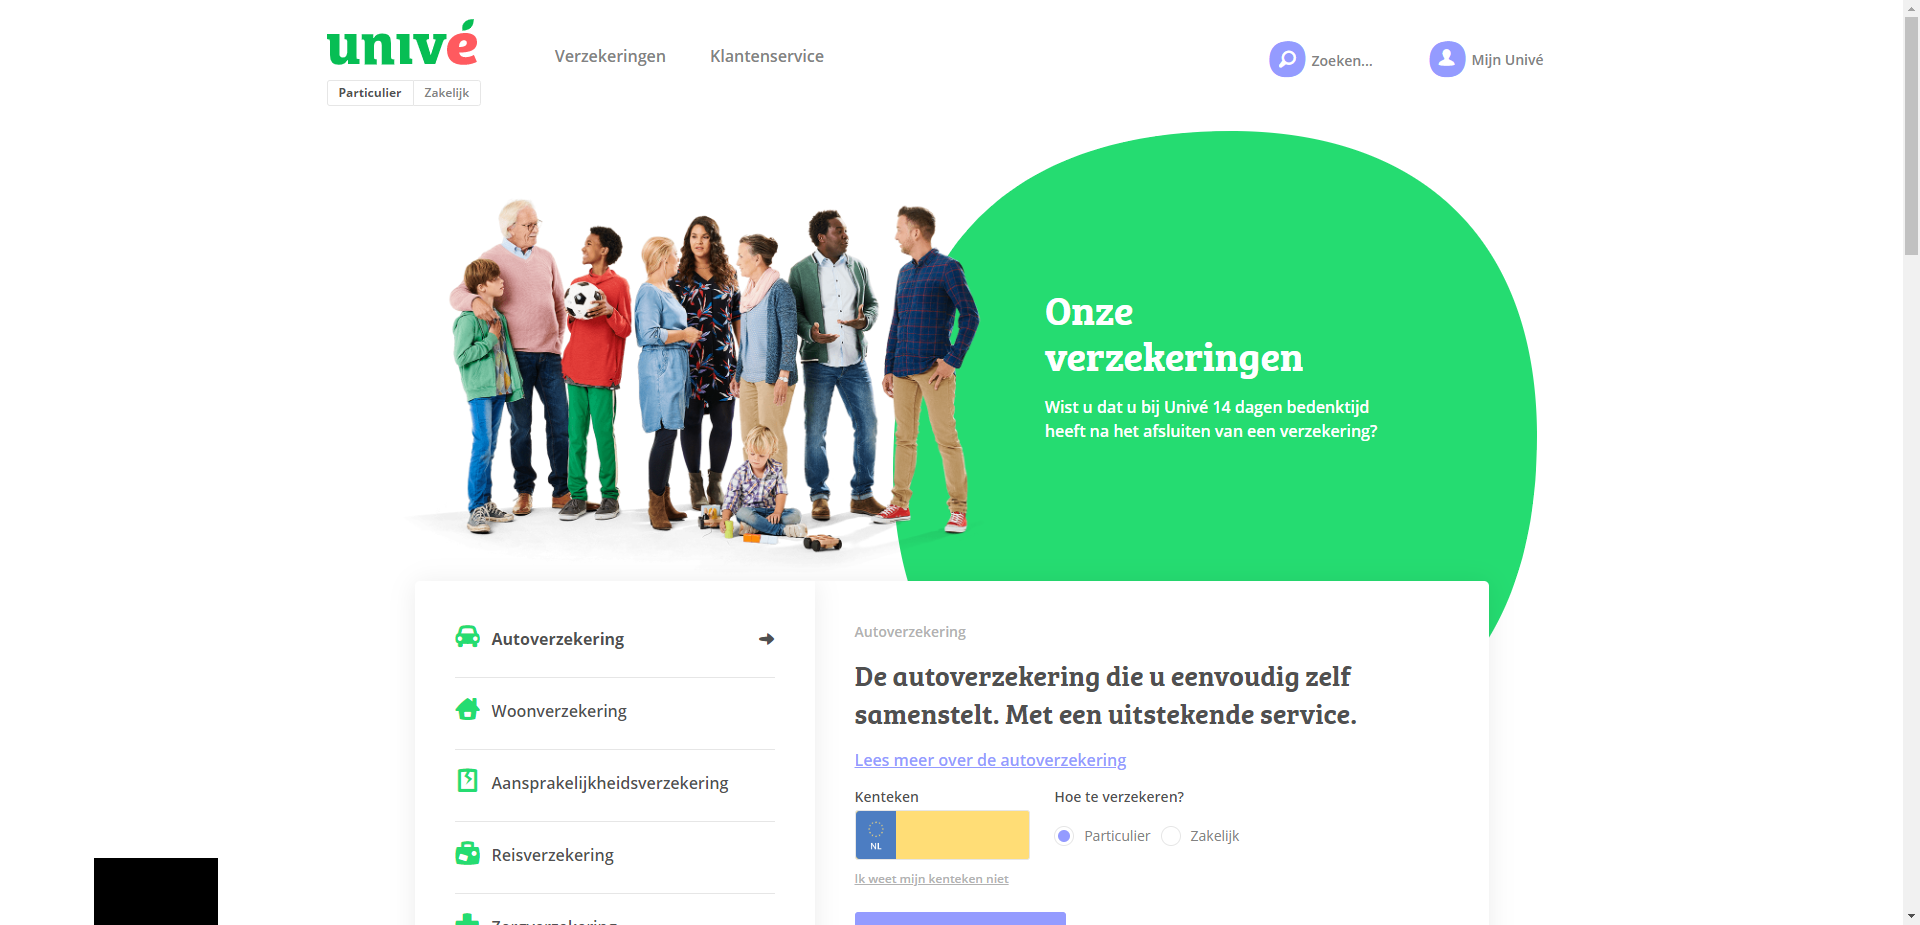 univé
Verzekeringen
Klantenservice
Zoeken...
Mijn Univé
Particulier
Zakelijk
Onze
verzekeringen
Wist u dat u bij Univé 14 dagen bedenktijd
heeft na het afsluiten van een verzekering?
Autoverzekering
Woonverzekering
Aansprakelijkheidsverzekering
Reisverzekering
Zorgverzekering
Autoverzekering
De autoverzekering die u eenvoudig zelf
samenstelt. Met een uitstekende service.
Lees meer over de autoverzekering
Kenteken
Hoe te verzekeren?
NL
Particulier
Zakelijk
Ik weet mijn kenteken niet